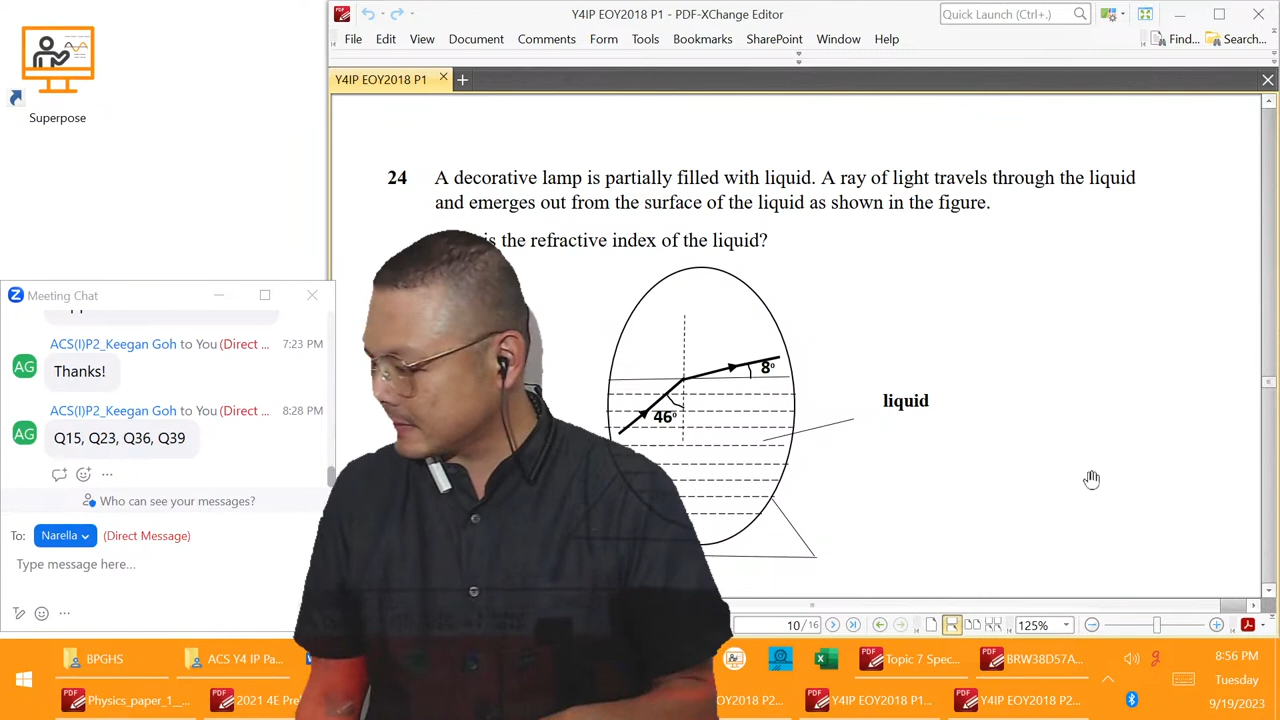 Superpose
Y4IP EOY2018 P1 - PDF-XChange Editor
Quick Launch (Ctrl+.)
File Edit View Document Comments Form Tools Bookmarks SharePoint Window Help
Find...
Search...
Y4IP EOY2018 P1
24 A decorative lamp is partially filled with liquid. A ray of light travels through the liquid
and emerges out from the surface of the liquid as shown in the figure.
is the refractive index of the liquid?
8º
46º
liquid
Meeting Chat
ACS(I)P2_Keegan Goh to You (Direct ... 7:23 PM
AG
Thanks!
ACS(I)P2_Keegan Goh to You (Direct ... 8:28 PM
AG
Q15, Q23, Q36, Q39
Who can see your messages?
To: Narella (Direct Message)
Type message here...
10/16
125%
BPGHS
ACS Y4 IP Pa...
Topic 7 Spec...
BRW38D57A...
8:56 PM
Tuesday
9/19/2023
Physics_paper_1_...
2021 4E Pre
OY2018 P2...
Y4IP EOY2018 P...
Y4IP EOY2018 P...